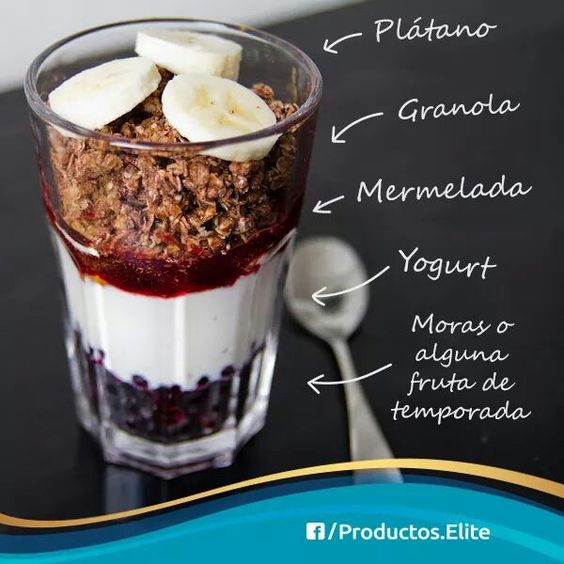 Plátano
Granola
Mermelada
Yogurt
Moras o
alguna
fruta de
temporada
f/Productos.Elite